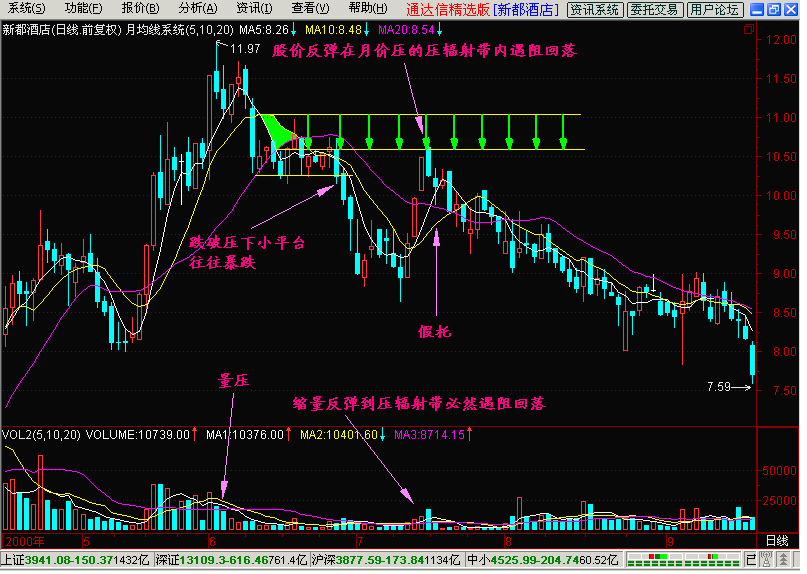 系统(S) 功能(F) 报价(B) 分析(A) 资讯(I) 查看(V) 帮助(H) 通达信精选版 [新都酒店] 资讯系统 委托交易 用户论坛
新都酒店(日线.前复权) 月均线系统(5,10,20) MA5:8.26↓ MA10:8.48↓ MA20:8.54↓
12.00
11.97
股价反弹在月价压的压辐射带内遇阻回落
11.50
11.00
10.50
10.00
9.50
跌破压下小平台
往往暴跌
9.00
8.50
假托
8.00
7.59
7.50
量压
缩量反弹到压辐射带必然遇阻回落
VOL2(5,10,20) VOLUME:10739.00↑ MA1:10376.00↑ MA2:10401.60↓ MA3:8714.15↑
50000
25000
2000年 5 6 7 8 9 日线
上证3941.08-150.371432亿 深证13109.3-616.46761.4亿 沪深3877.59-173.841134亿 中小4525.99-204.7460.52亿